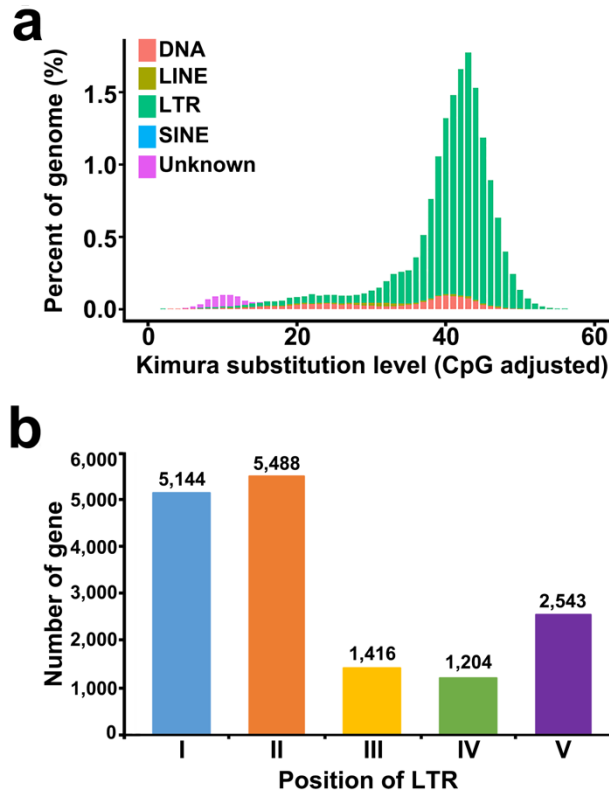 a
Percent of genome (%)
1.5
1.0
0.5
0.0
DNA
LINE
LTR
SINE
Unknown
0 20 40 60
Kimura substitution level (CpG adjusted)
b
Number of gene
6,000
5,000
4,000
3,000
2,000
1,000
0
5,144
5,488
1,416
1,204
2,543
I II III IV V
Position of LTR